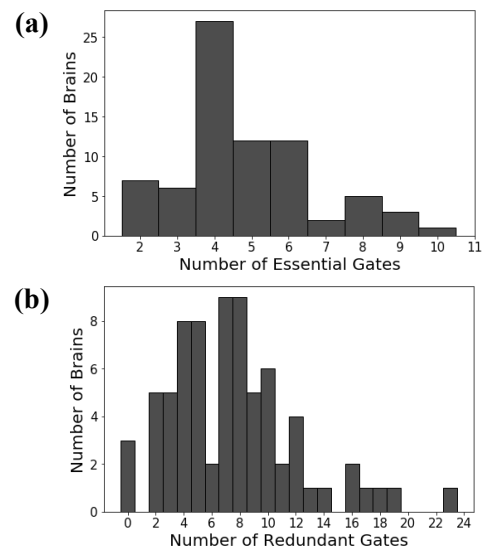 (a)
25
20
15
10
5
0
Number of Brains
2 3 4 5 6 7 8 9 10 11
Number of Essential Gates
(b)
8
6
4
2
0
Number of Brains
0 2 4 6 8 10 12 14 16 18 20 22 24
Number of Redundant Gates